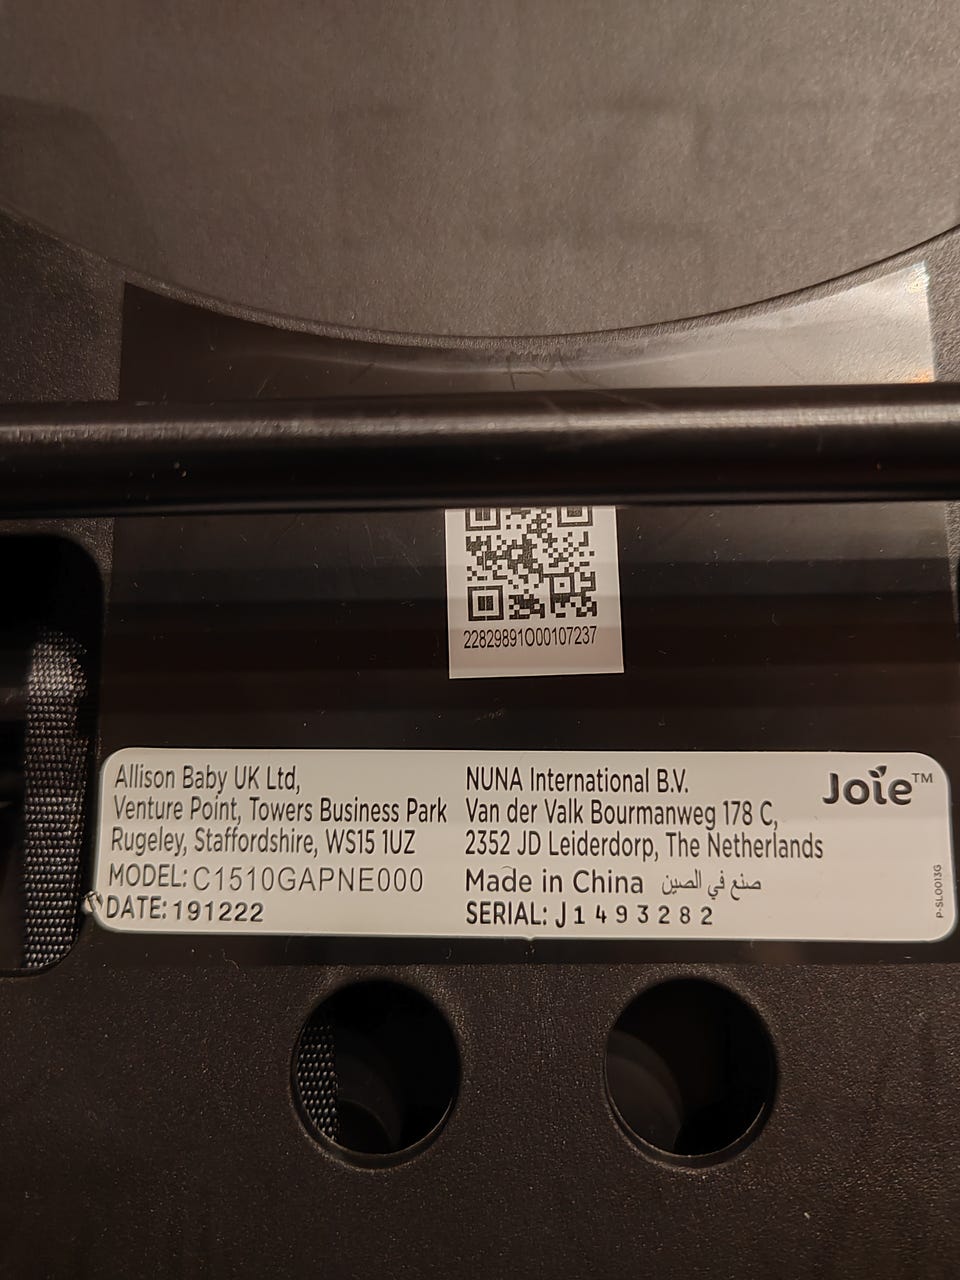 22829891O00107237
Allison Baby UK Ltd,
Venture Point, Towers Business Park
Rugeley, Staffordshire, WS15 1UZ
MODEL: C1510GAPNE000
DATE: 191222
NUNA International B.V.
Van der Valk Bourmanweg 178 C,
2352 JD Leiderdorp, The Netherlands
Made in China صنع في الصين
SERIAL: J1493282
Joie™
P-SL0013G